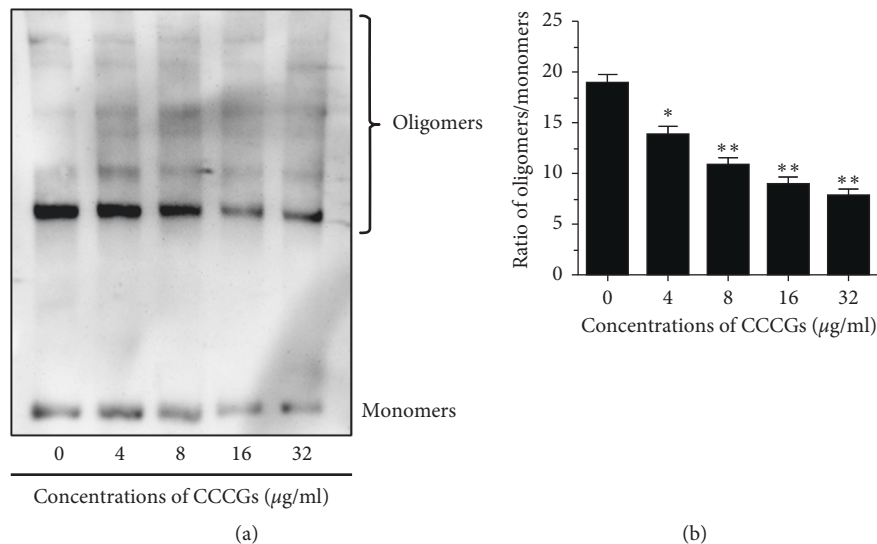 Oligomers
Monomers
0 4 8 16 32
Concentrations of CCCGs (μg/ml)
(a)
Ratio of oligomers/monomers
25
20
15
10
5
0
*
**
**
**
0 4 8 16 32
Concentrations of CCCGs (μg/ml)
(b)